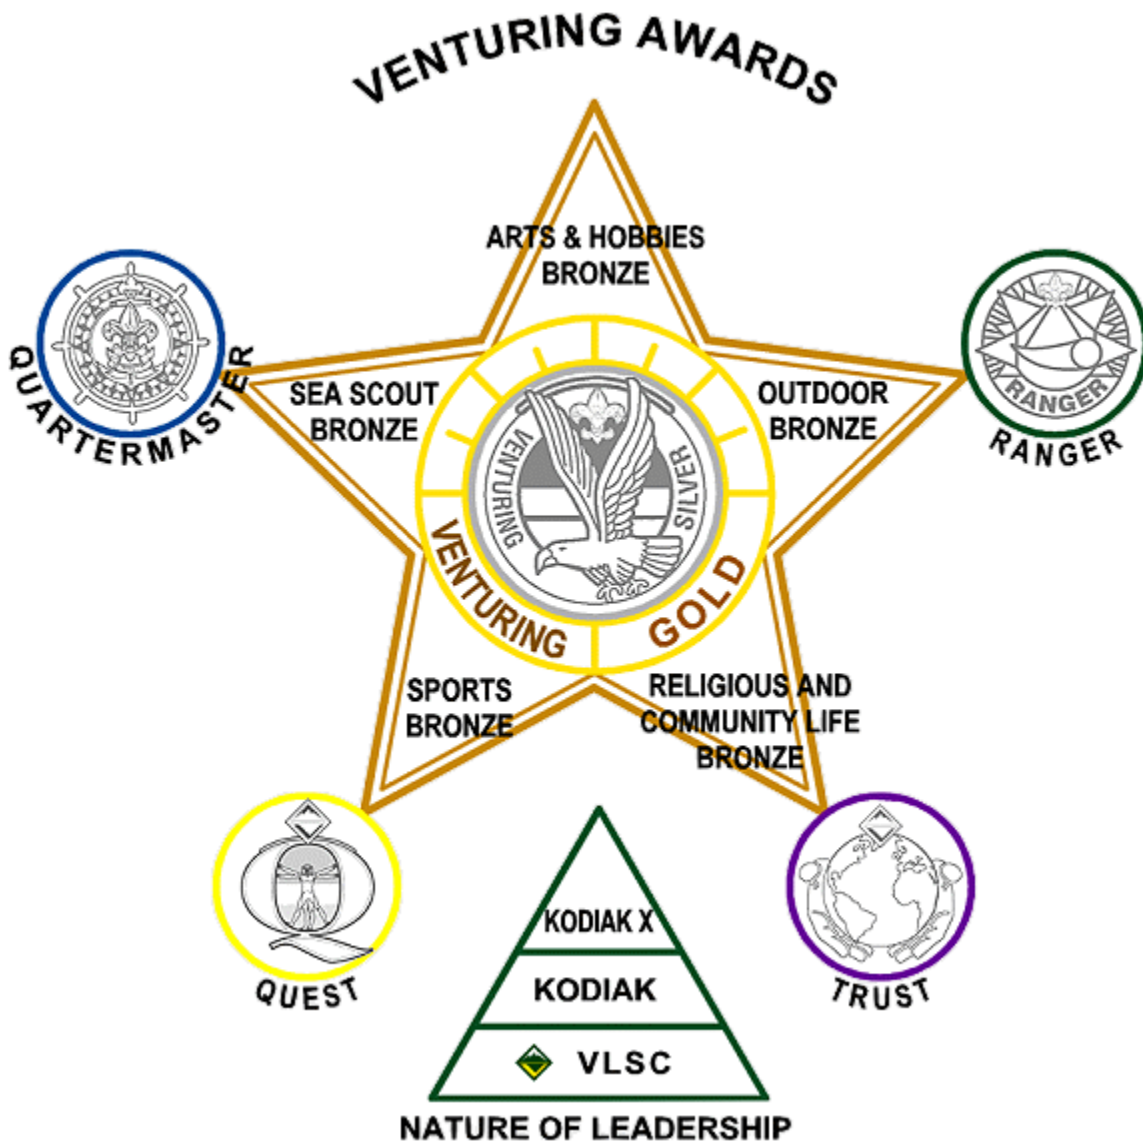 VENTURING AWARDS
ARTS & HOBBIES
BRONZE
QUARTERMASTER
SEA SCOUT
BRONZE
OUTDOOR
BRONZE
RANGER
RANGER
VENTURING
SILVER
VENTURING
GOLD
SPORTS
BRONZE
RELIGIOUS AND
COMMUNITY LIFE
BRONZE
QUEST
TRUST
KODIAK X
KODIAK
VLSC
NATURE OF LEADERSHIP